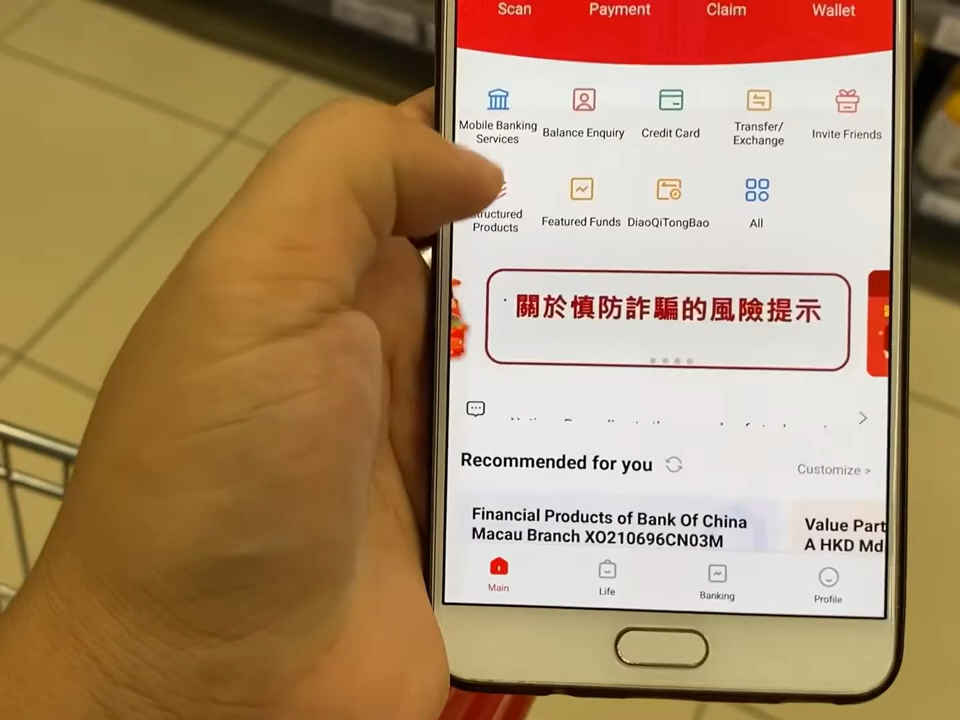 Scan Payment Claim Wallet
Mobile Banking Services
Balance Enquiry
Credit Card
Transfer/ Exchange
Invite Friends
Structured Products
Featured Funds
DiaoQiTongBao
All
關於慎防詐騙的風險提示
Recommended for you
Customize >
Financial Products of Bank Of China
Macau Branch XO210696CN03M
Value Part
A HKD Md
Main Life Banking Profile